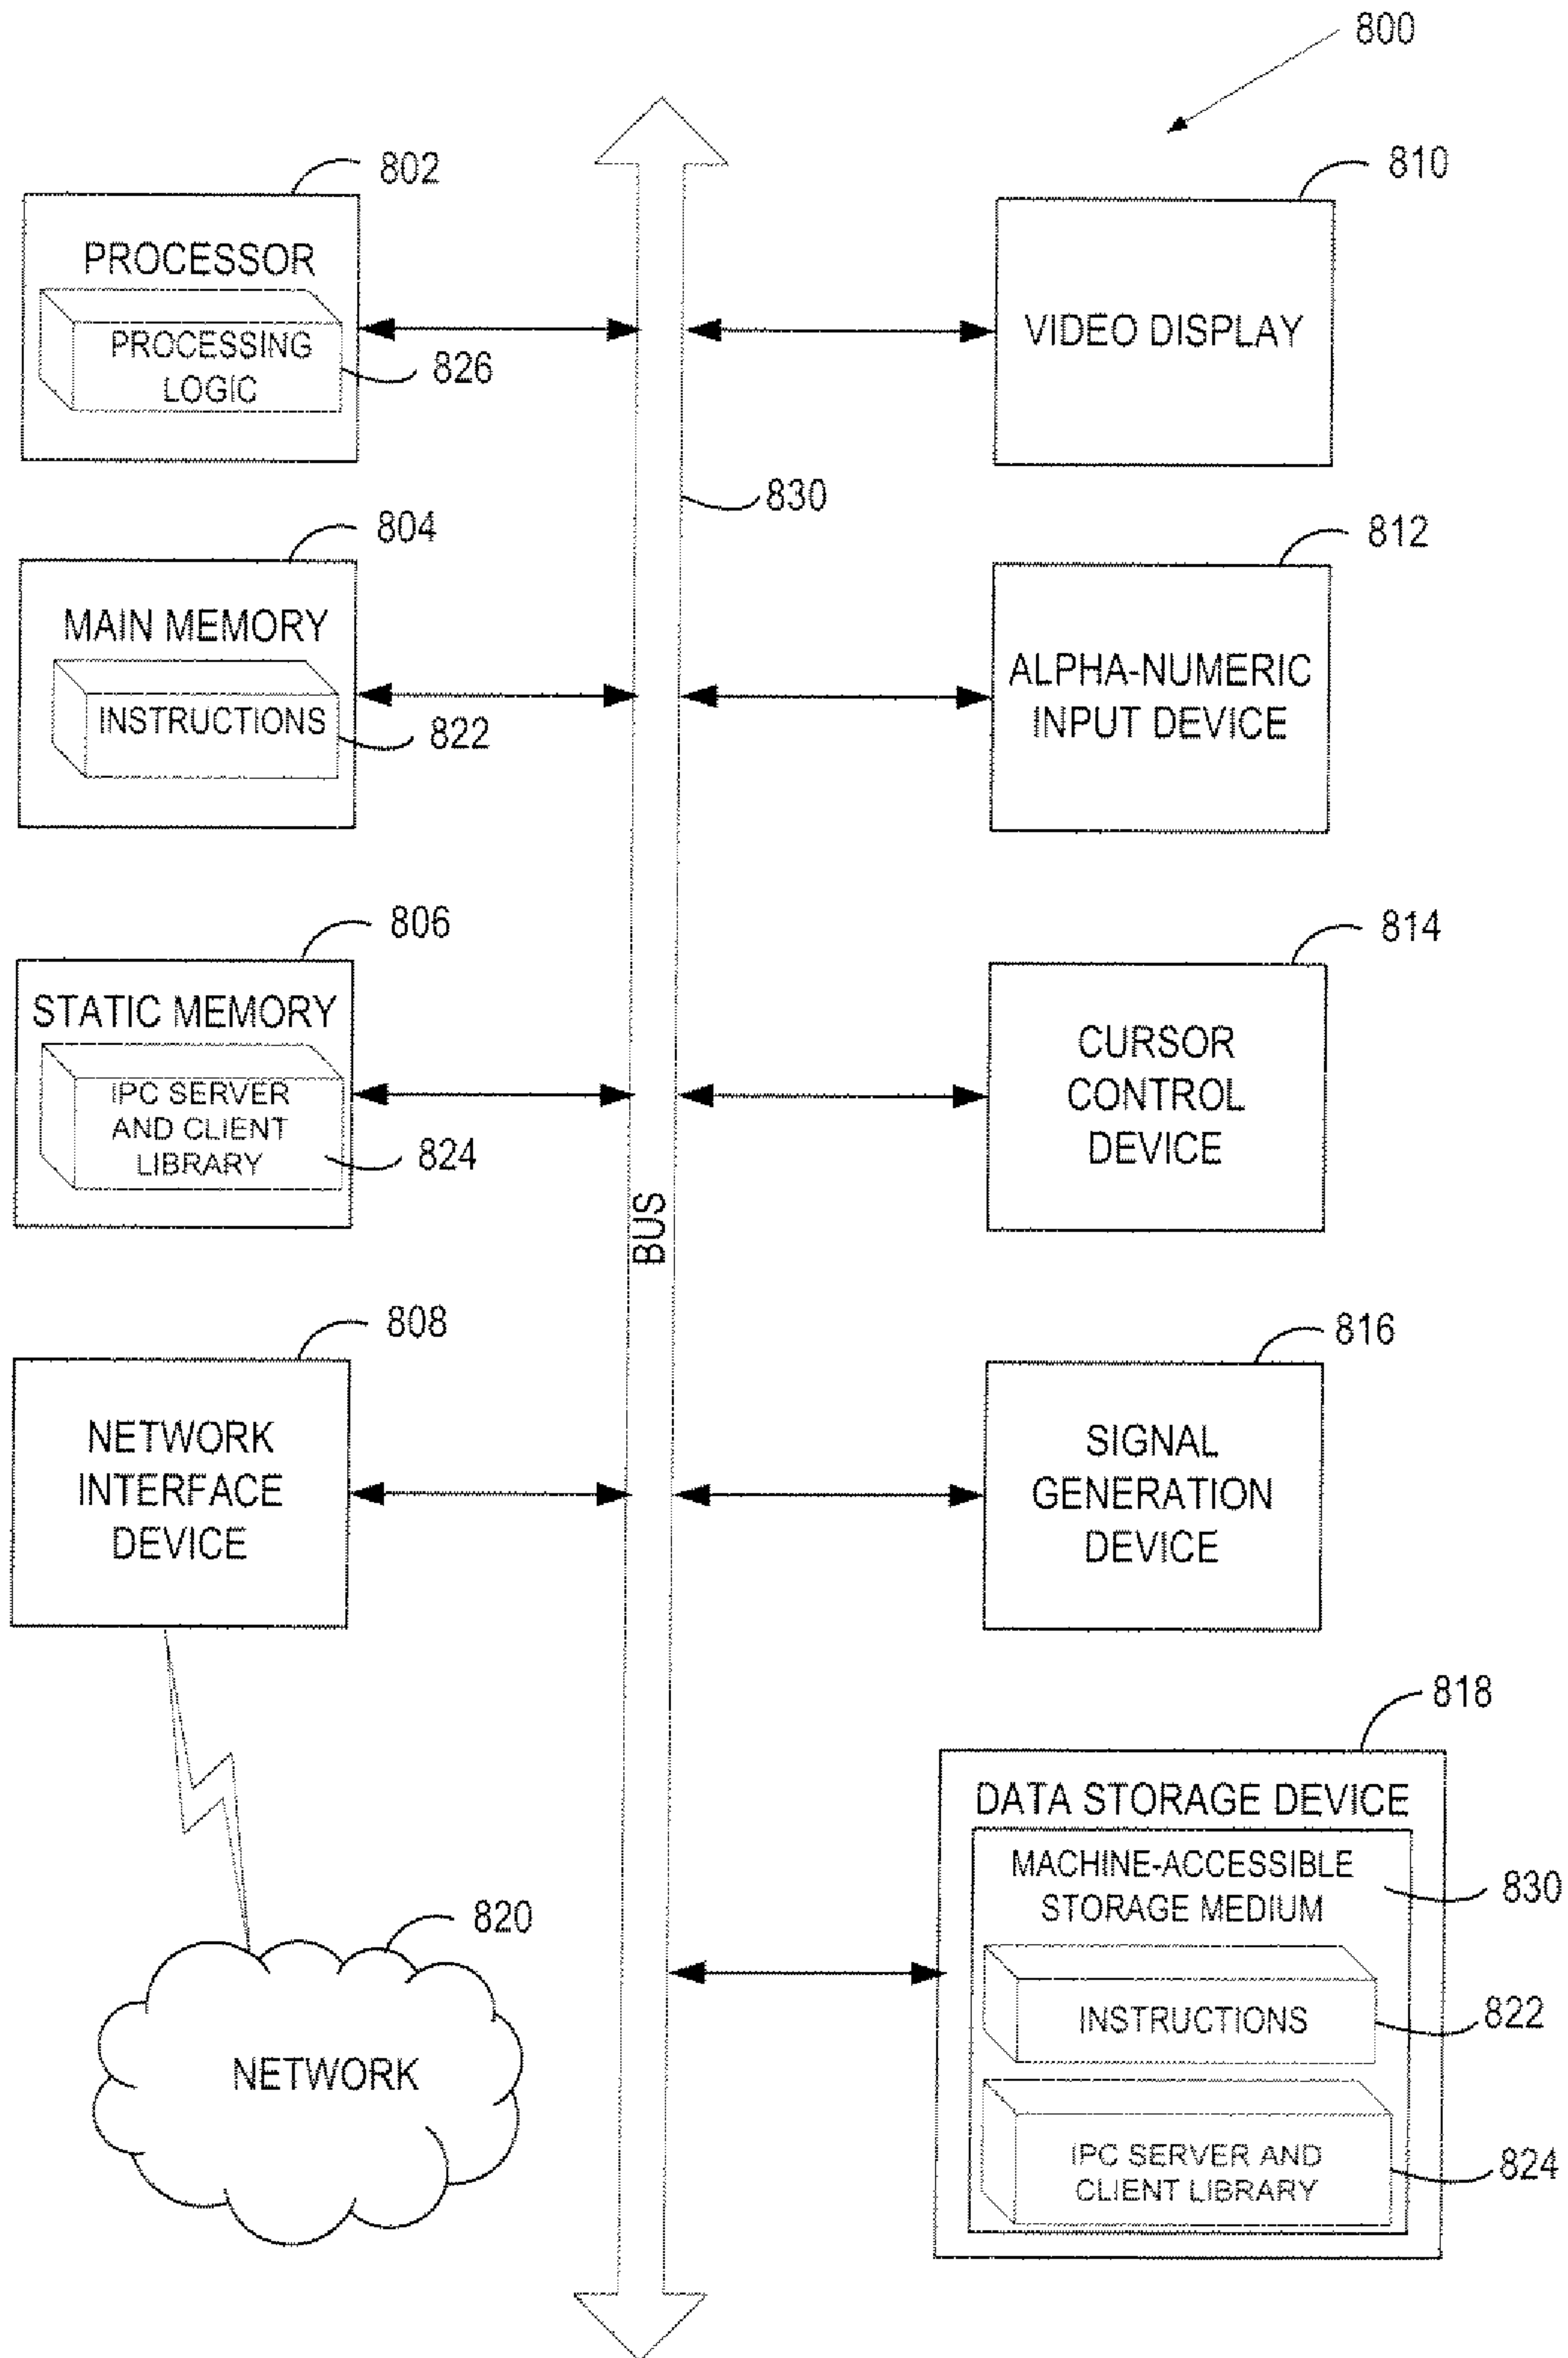 800
802
PROCESSOR
PROCESSING
LOGIC
826
810
VIDEO DISPLAY
830
804
MAIN MEMORY
INSTRUCTIONS
822
812
ALPHA-NUMERIC
INPUT DEVICE
806
STATIC MEMORY
IPC SERVER
AND CLIENT
LIBRARY
824
814
CURSOR
CONTROL
DEVICE
BUS
808
NETWORK
INTERFACE
DEVICE
816
SIGNAL
GENERATION
DEVICE
820
NETWORK
818
DATA STORAGE DEVICE
MACHINE-ACCESSIBLE
STORAGE MEDIUM
830
INSTRUCTIONS
822
IPC SERVER AND
CLIENT LIBRARY
824